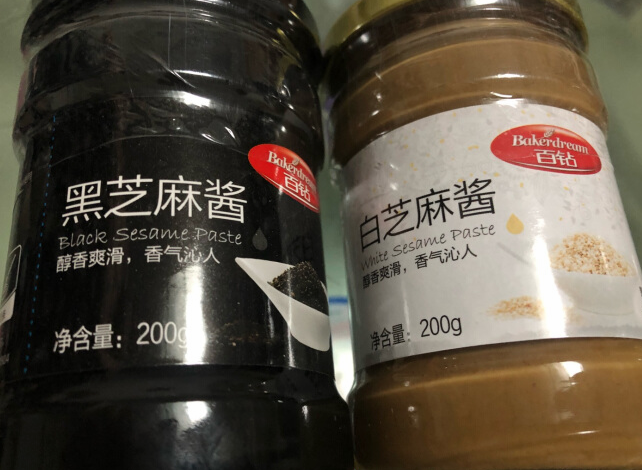 Bakerdream
百钻
黑芝麻酱
Black Sesame Paste
醇香爽滑，香气沁人
净含量：200g
Bakerdream
百钻
白芝麻酱
White Sesame Paste
醇香爽滑，香气沁人
净含量：200g